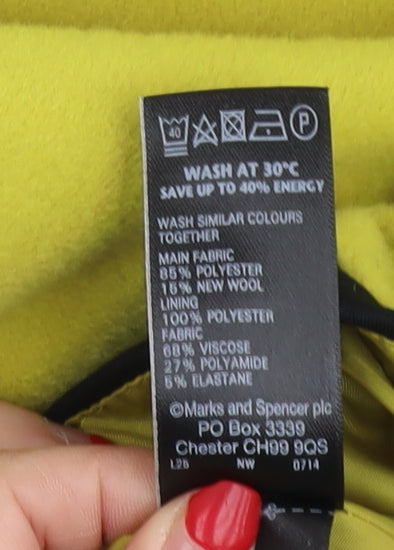 40 P
WASH AT 30°C
SAVE UP TO 40% ENERGY
WASH SIMILAR COLOURS
TOGETHER
MAIN FABRIC
85% POLYESTER
15% NEW WOOL
LINING
100% POLYESTER
FABRIC
68% VISCOSE
27% POLYAMIDE
5% ELASTANE
©Marks and Spencer plc
PO Box 3339
Chester CH99 9QS
L25 NW 0714